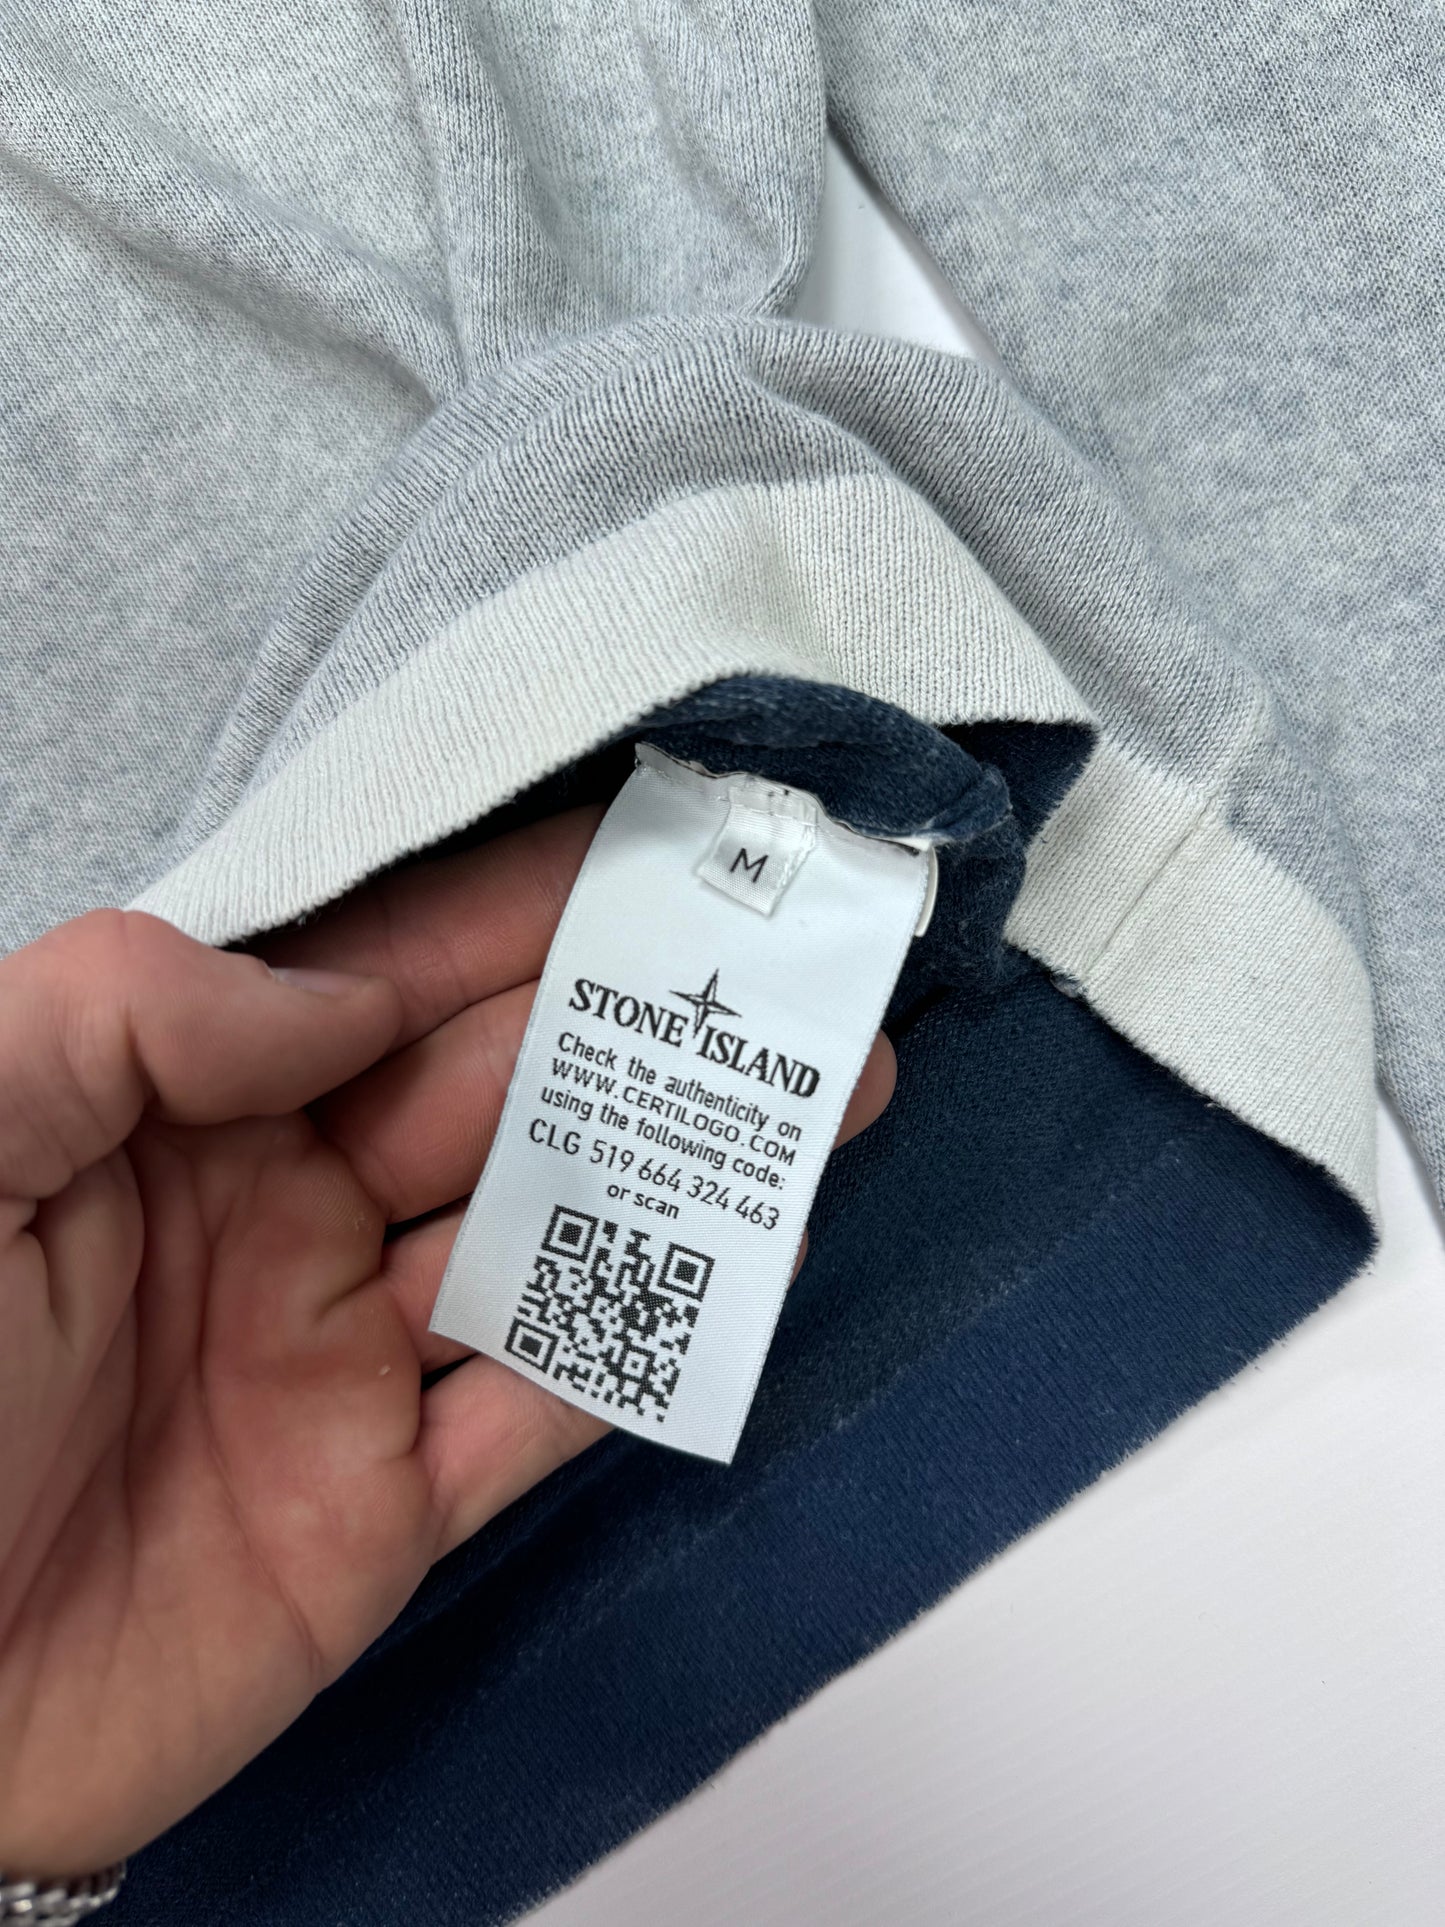 M
STONE ISLAND
Check the authenticity on
WWW.CERTILOGO.COM
using the following code:
CLG 519 664 324 463
or scan